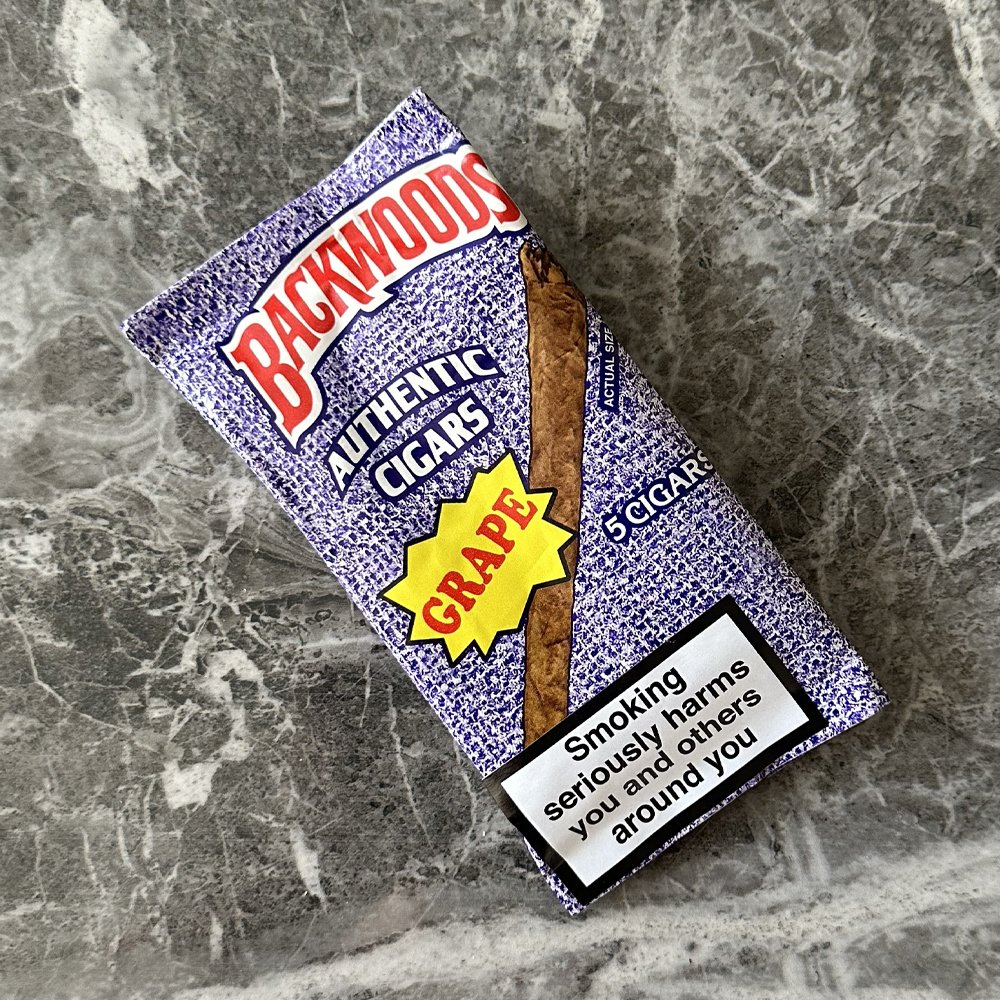 BACKWOODS
AUTHENTIC
CIGARS
GRAPE
ACTUAL SIZE
5 CIGARS
Smoking
seriously harms
you and others
around you